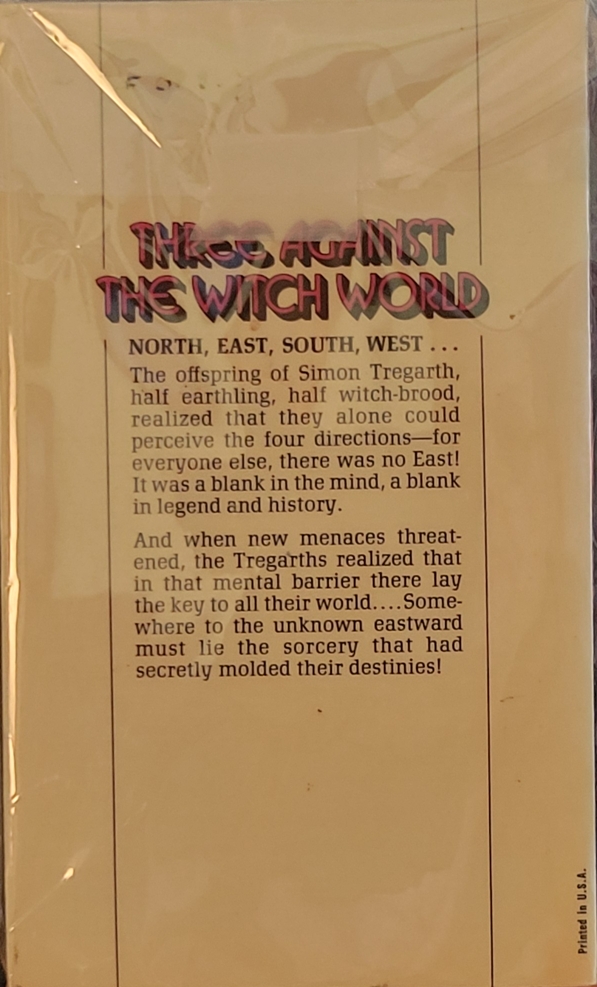 THREE AGAINST
THE WITCH WORLD
NORTH, EAST, SOUTH, WEST . . .
The offspring of Simon Tregarth,
half earthling, half witch-brood,
realized that they alone could
perceive the four directions—for
everyone else, there was no East!
It was a blank in the mind, a blank
in legend and history.
And when new menaces threat-
ened, the Tregarths realized that
in that mental barrier there lay
the key to all their world....Some-
where to the unknown eastward
must lie the sorcery that had
secretly molded their destinies!
Printed in U.S.A.